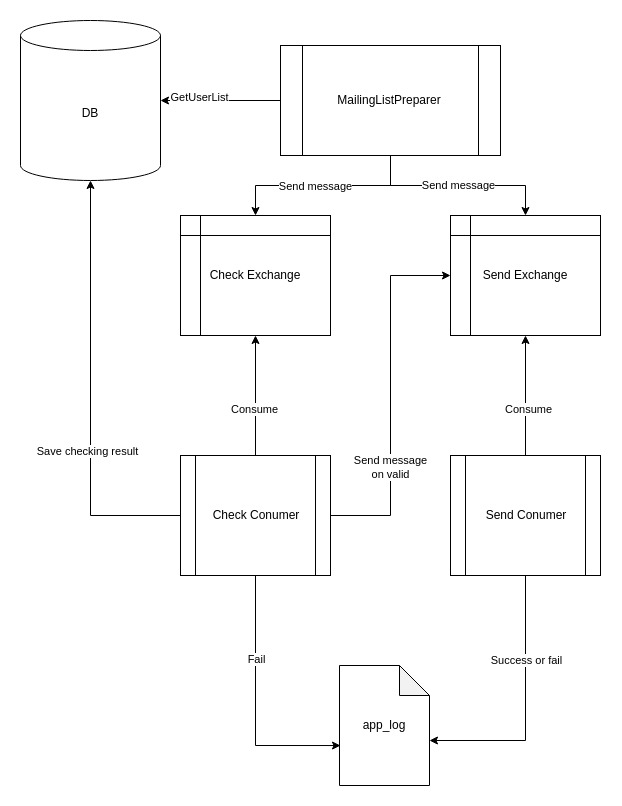 GetUserList
MailingListPreparer
DB
Send message
Send message
Check Exchange
Send Exchange
Consume
Consume
Save checking result
Send message
on valid
Check Conumer
Send Conumer
Fail
Success or fail
app_log